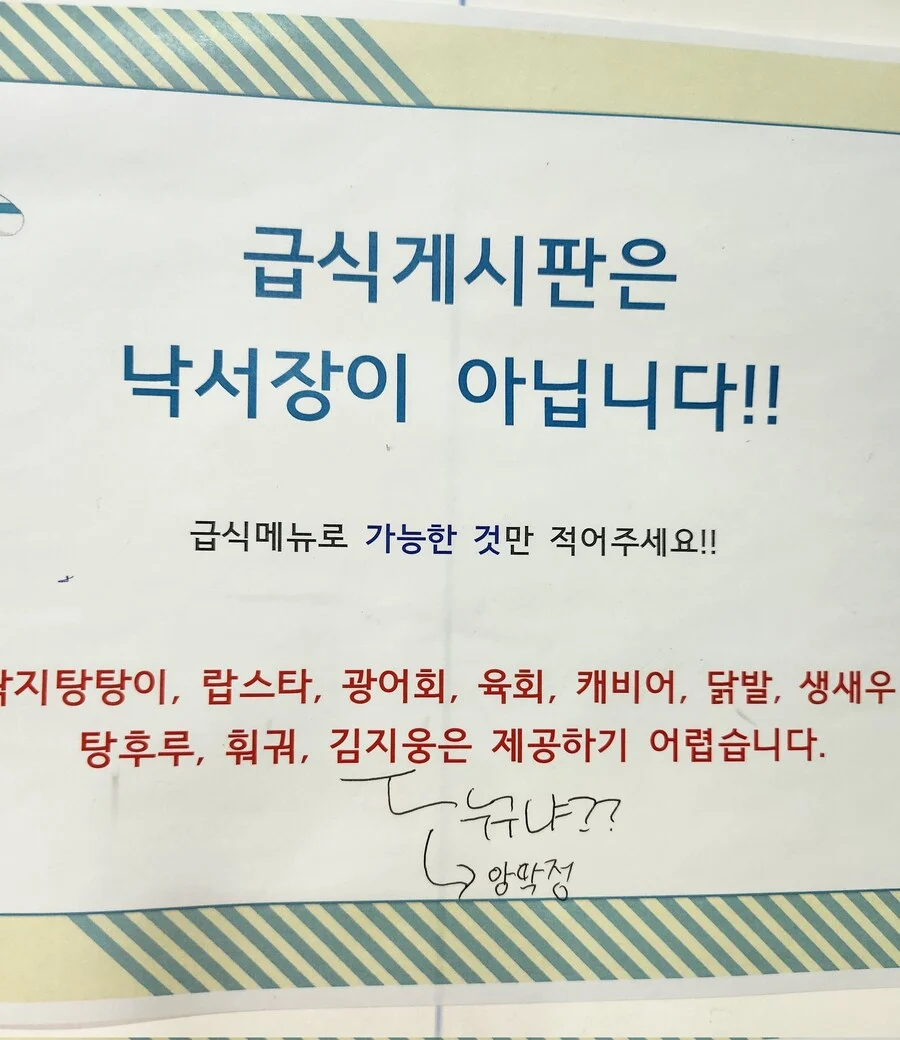 급식게시판은
낙서장이 아닙니다!!
급식메뉴로 가능한 것만 적어주세요!!
낙지탕탕이, 랍스타, 광어회, 육회, 캐비어, 닭발, 생새우
탕후루, 훠궈, 김지웅은 제공하기 어렵습니다.
누구냐??
앙딱정